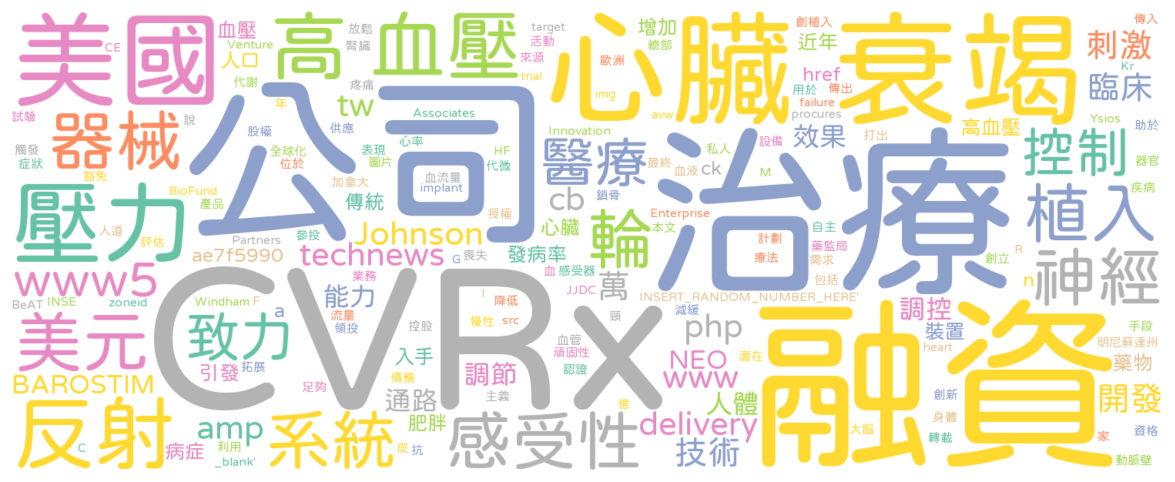 美國
CE
血壓
放鬆
Venture
腎臟
人口
高血壓
target
活動
來源
增加
總部
心臟衰竭
創植入
近年
傳入
刺激
Kr
臨床
歐洲
href
傳出
用於
failure
procures
代謝
疼痛
trial
img
avw
Ysios
助於
試驗
器械
年
公司
tw
Associates
心率
Innovation
私人
設備
效果
打出
高血壓
控制
說
股權
供應
HF
觸發
症狀
全球化
位於
表現
圖片
代微
血流量
implant
醫療
最終
血液
ck
M
治療
器官
疾病
豁免
BioFund
產品
加拿大
傳統
授權
cb
鎖骨
壓力
人道
評估
Partners
參投
Johnson
心臟
Enterprise
本文
自主
藥監局
植入
ae7f5990
technews
G
喪失
發病率
輪
計劃
療法
需求
創立
R
www5
業務
血
感受器
包括
n
神經
BeAT
INSE
zoneid
CVRx
Windham
F
能力
I
降低
JJDC
萬
INSERT_RANDOM_NUMBER_HERE'
美元
致力
a
流量
領投
控股
慢性
src
頸
減緩
php
融資
調控
裝置
手段
拓展
引發
入手
血管
頑固性
認證
NEO
潛在
heart
明尼蘇達州
藥物
BAROSTIM
足夠
債務
調節
主義
www
創新
開發
反射
通路
億
人體
身體
amp
系統
肥胖
感受性
delivery
大腦
轉載
家
資格
C
病症
利用
_blank'
皮
抗
技術
動脈壁